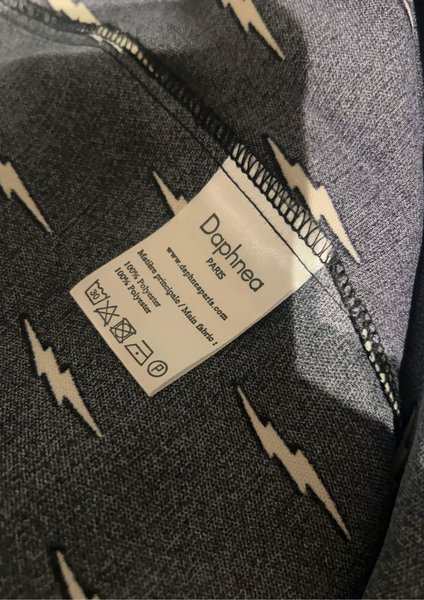 Daphnea
PARIS
www.daphneaparis.com
Matière principale / Main fabric :
100% Polyester
100% Polyester
30 P